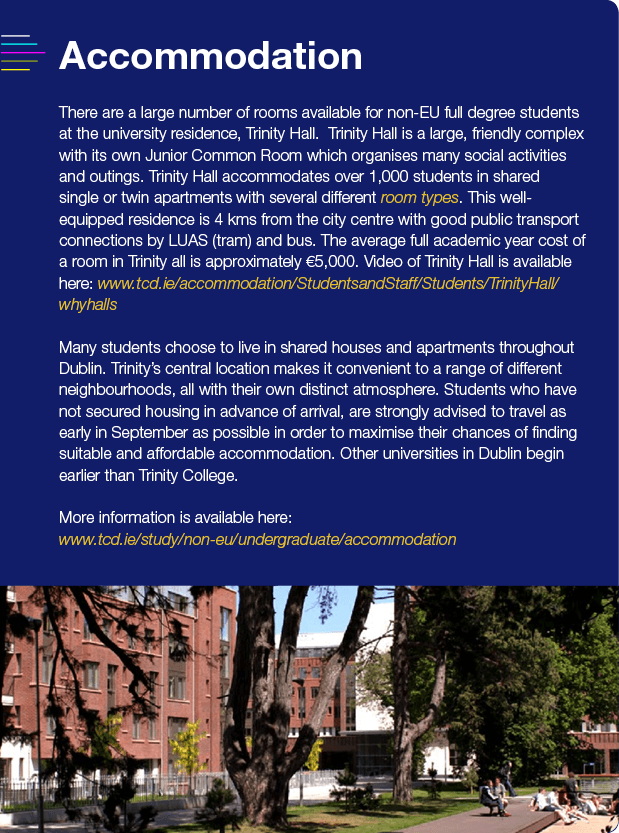 Accommodation
There are a large number of rooms available for non-EU full degree students
at the university residence, Trinity Hall.  Trinity Hall is a large, friendly complex
with its own Junior Common Room which organises many social activities
and outings. Trinity Hall accommodates over 1,000 students in shared
single or twin apartments with several different room types. This well-
equipped residence is 4 kms from the city centre with good public transport
connections by LUAS (tram) and bus. The average full academic year cost of
a room in Trinity all is approximately €5,000. Video of Trinity Hall is available
here: www.tcd.ie/accommodation/StudentsandStaff/Students/TrinityHall/
whyhalls
Many students choose to live in shared houses and apartments throughout
Dublin. Trinity's central location makes it convenient to a range of different
neighbourhoods, all with their own distinct atmosphere. Students who have
not secured housing in advance of arrival, are strongly advised to travel as
early in September as possible in order to maximise their chances of finding
suitable and affordable accommodation. Other universities in Dublin begin
earlier than Trinity College.
More information is available here:
www.tcd.ie/study/non-eu/undergraduate/accommodation